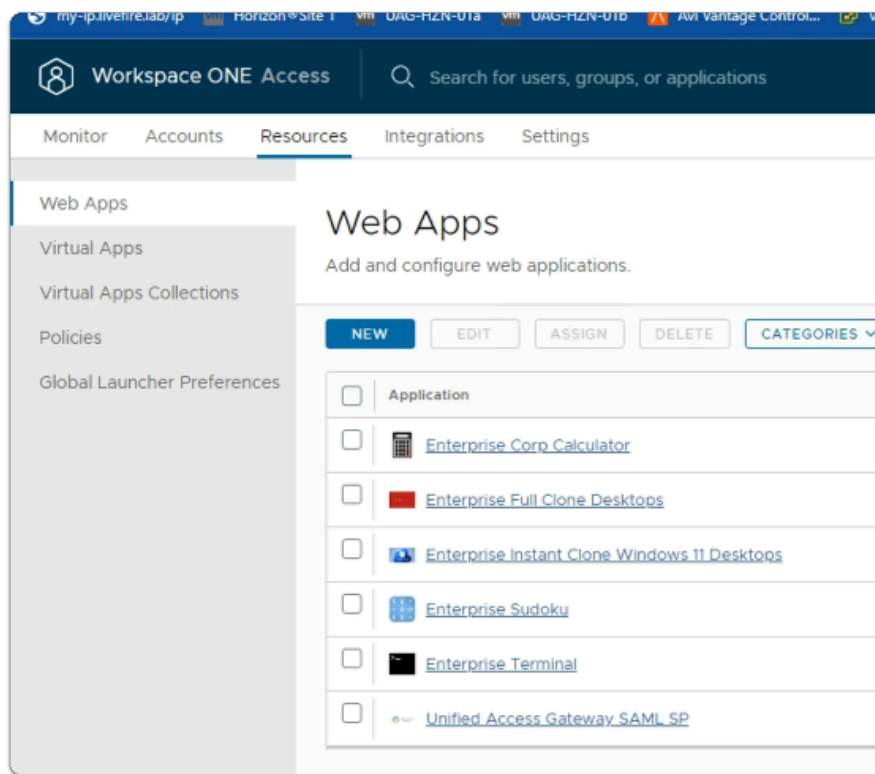 my-ip.livefire.lab/ip Horizon®Site 1 vm UAG-HZN-01a vm UAG-HZN-01b Avi Vantage Control...
Workspace ONE Access Search for users, groups, or applications
Monitor Accounts Resources Integrations Settings
Web Apps
Virtual Apps
Virtual Apps Collections
Policies
Global Launcher Preferences
Web Apps
Add and configure web applications.
NEW EDIT ASSIGN DELETE CATEGORIES
Application
Enterprise Corp Calculator
Enterprise Full Clone Desktops
Enterprise Instant Clone Windows 11 Desktops
Enterprise Sudoku
Enterprise Terminal
Unified Access Gateway SAML SP